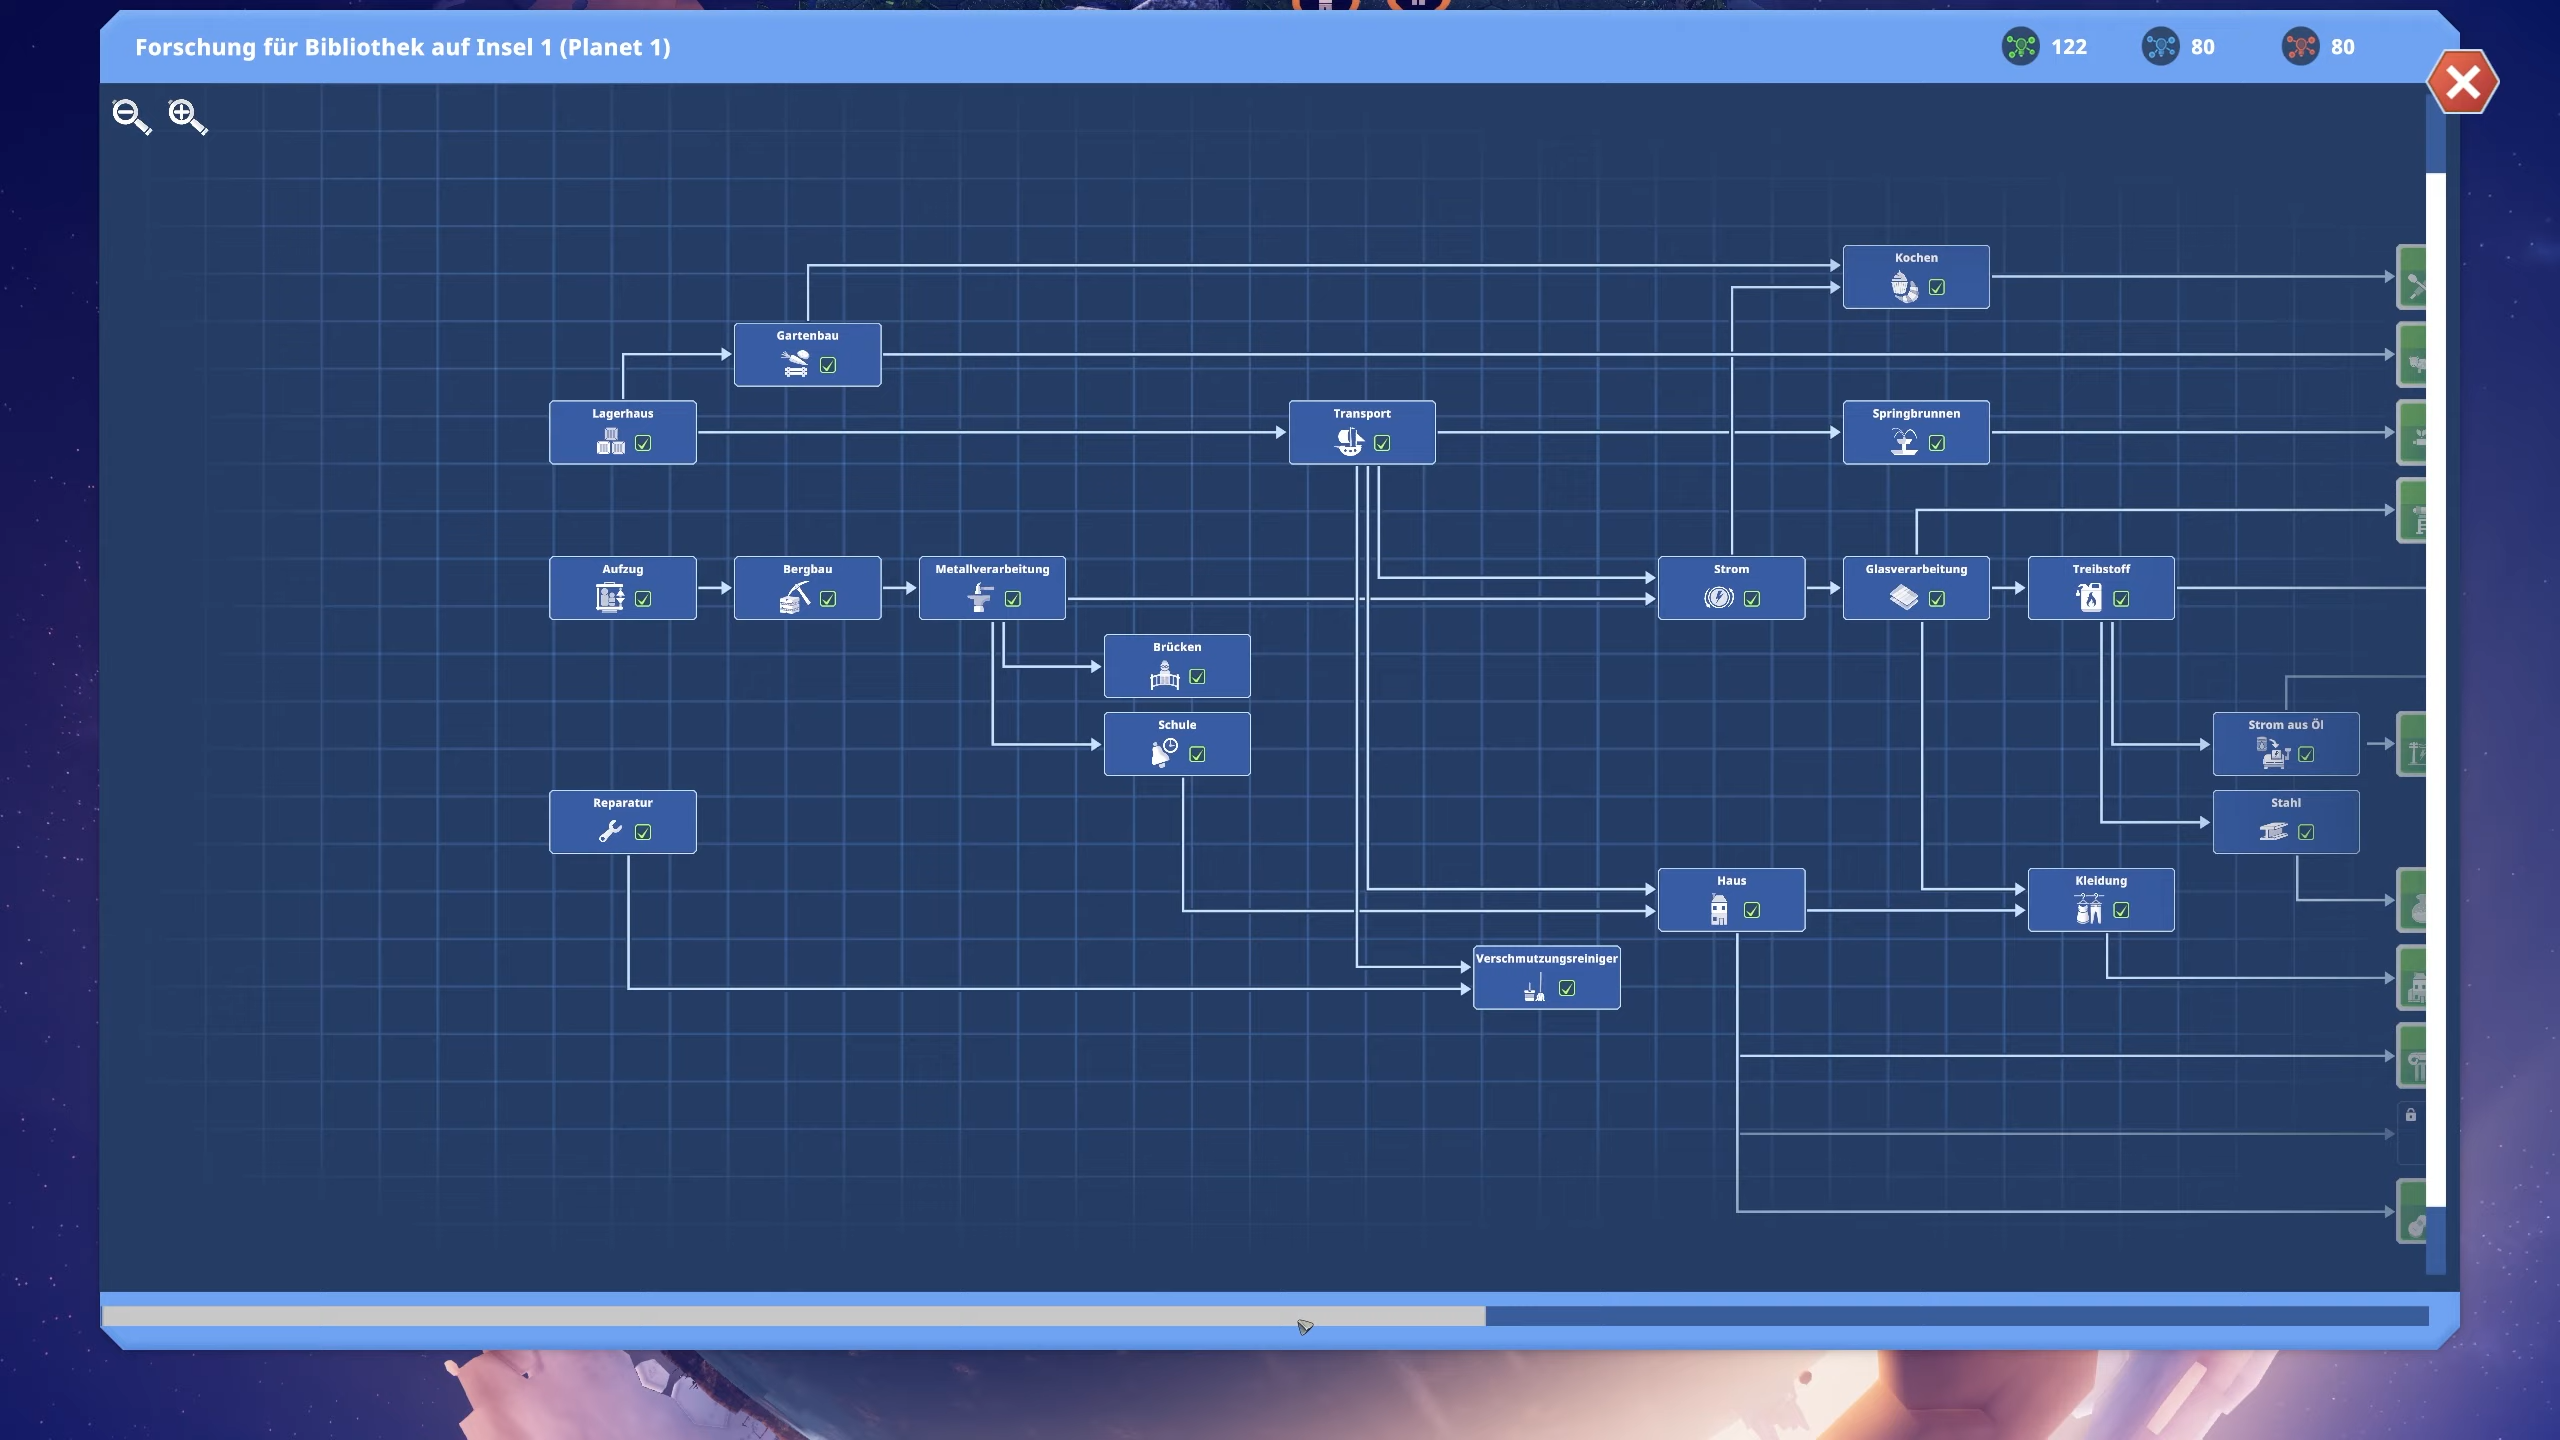 Forschung für Bibliothek auf Insel 1 (Planet 1)
122
80
80
Kochen
Gartenbau
Lagerhaus
Transport
Springbrunnen
Aufzug
Bergbau
Metallverarbeitung
Strom
Glasverarbeitung
Treibstoff
Brücken
Schule
Strom aus Öl
Reparatur
Stahl
Haus
Kleidung
Verschmutzungsreiniger